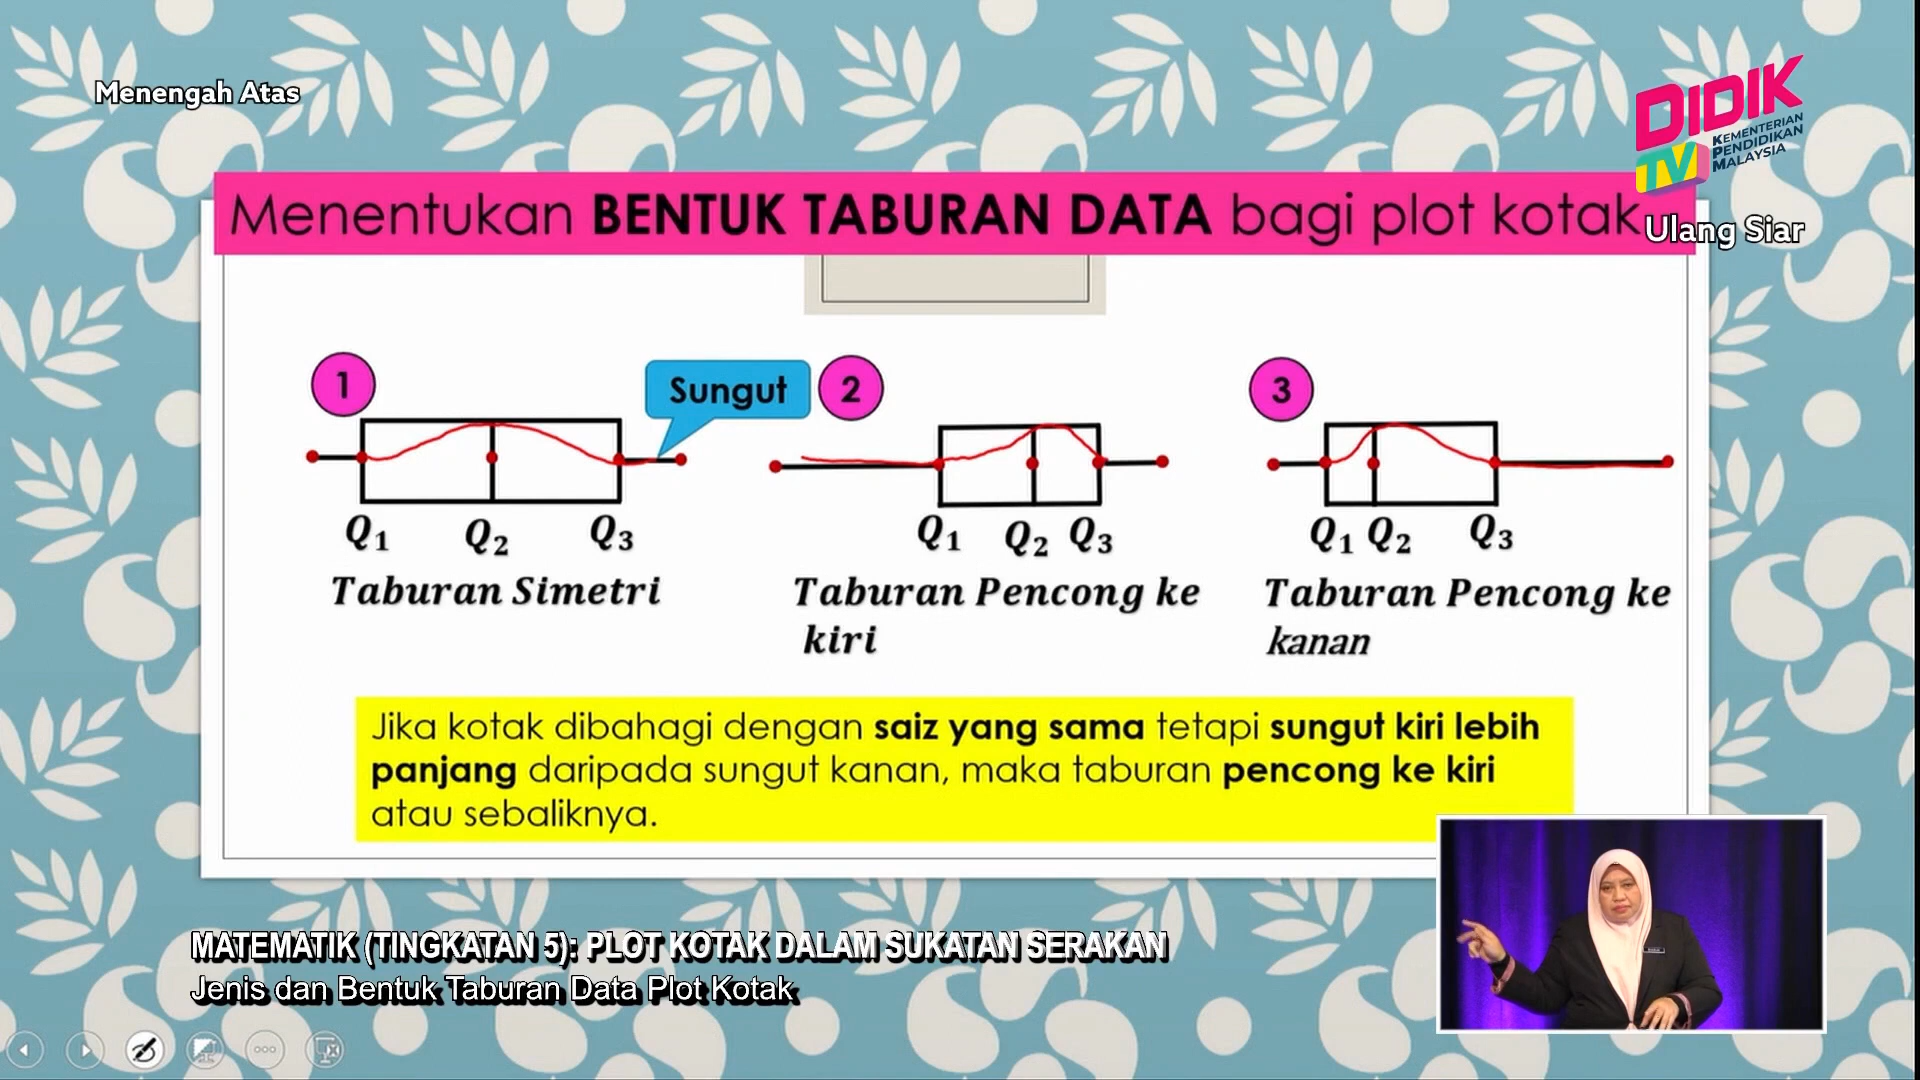 Menengah Atas
DIDIK
TV
KEMENTERIAN
PENDIDIKAN
MALAYSIA
Ulang Siar
Menentukan BENTUK TABURAN DATA bagi plot kotak
1
Sungut
2
3
Q1 Q2 Q3
Q1 Q2 Q3
Q1 Q2 Q3
Taburan Simetri
Taburan Pencong ke
kiri
Taburan Pencong ke
kanan
Jika kotak dibahagi dengan saiz yang sama tetapi sungut kiri lebih
panjang daripada sungut kanan, maka taburan pencong ke kiri
atau sebaliknya.
MATEMATIK (TINGKATAN 5): PLOT KOTAK DALAM SUKATAN SERAKAN
Jenis dan Bentuk Taburan Data Plot Kotak